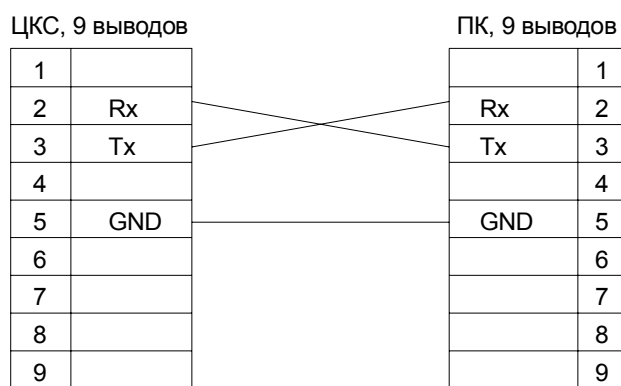 ЦКС, 9 выводов ПК, 9 выводов
1 1
2 Rx Rx 2
3 Tx Tx 3
4 4
5 GND GND 5
6 6
7 7
8 8
9 9